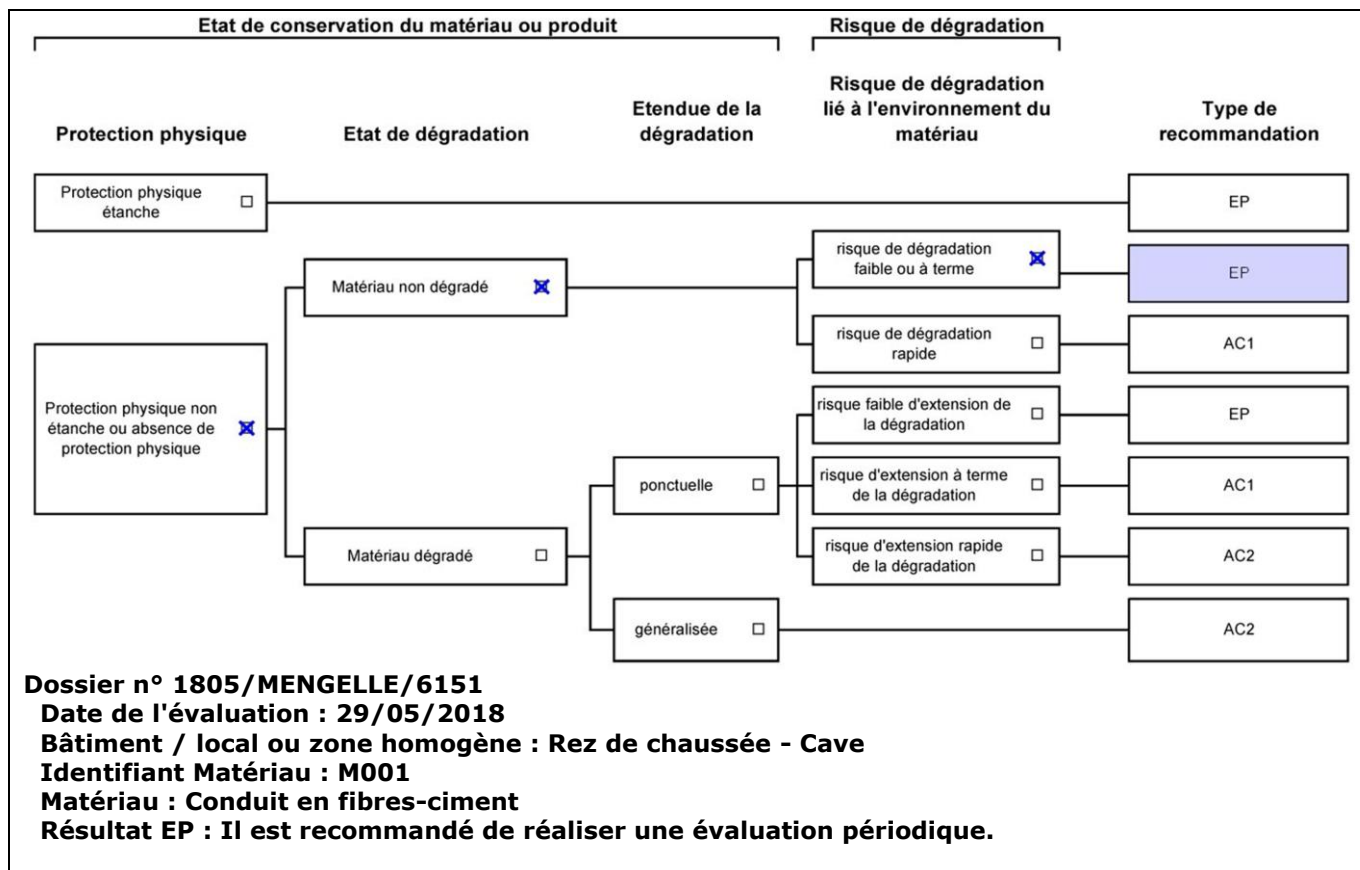 Etat de conservation du matériau ou produit
Risque de dégradation
Protection physique
Etat de dégradation
Etendue de la
dégradation
Risque de dégradation
lié à l'environnement du
matériau
Type de
recommandation
Protection physique
étanche
EP
risque de dégradation
faible ou à terme
EP
Matériau non dégradé
risque de dégradation
rapide
AC1
Protection physique non
étanche ou absence de
protection physique
risque faible d'extension de
la dégradation
EP
ponctuelle
risque d'extension à terme
de la dégradation
AC1
Matériau dégradé
risque d'extension rapide
de la dégradation
AC2
généralisée
AC2
Dossier n° 1805/MENGELLE/6151
Date de l'évaluation : 29/05/2018
Bâtiment / local ou zone homogène : Rez de chaussée - Cave
Identifiant Matériau : M001
Matériau : Conduit en fibres-ciment
Résultat EP : Il est recommandé de réaliser une évaluation périodique.